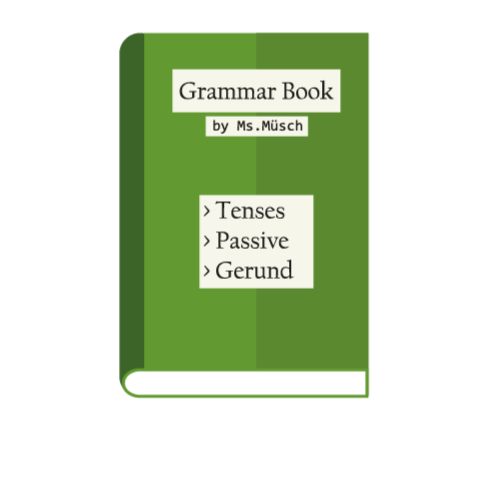 Grammar Book
by Ms.Müsch
› Tenses
› Passive
› Gerund